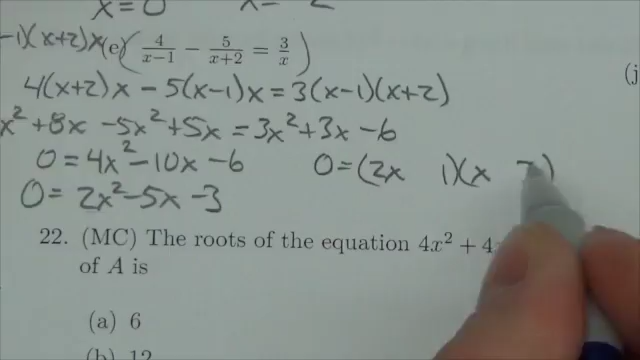 x = 0 x = 2
-1)(x+2)x (e) ( 4/(x-1) - 5/(x+2) = 3/x )
4(x+2)x - 5(x-1)x = 3(x-1)(x+2)
x² + 8x - 5x² + 5x = 3x² + 3x - 6
0 = 4x² - 10x - 6 0 = (2x 1)(x )
0 = 2x² - 5x - 3
(j
22. (MC) The roots of the equation 4x² + 4
of A is
(a) 6
(b) 12